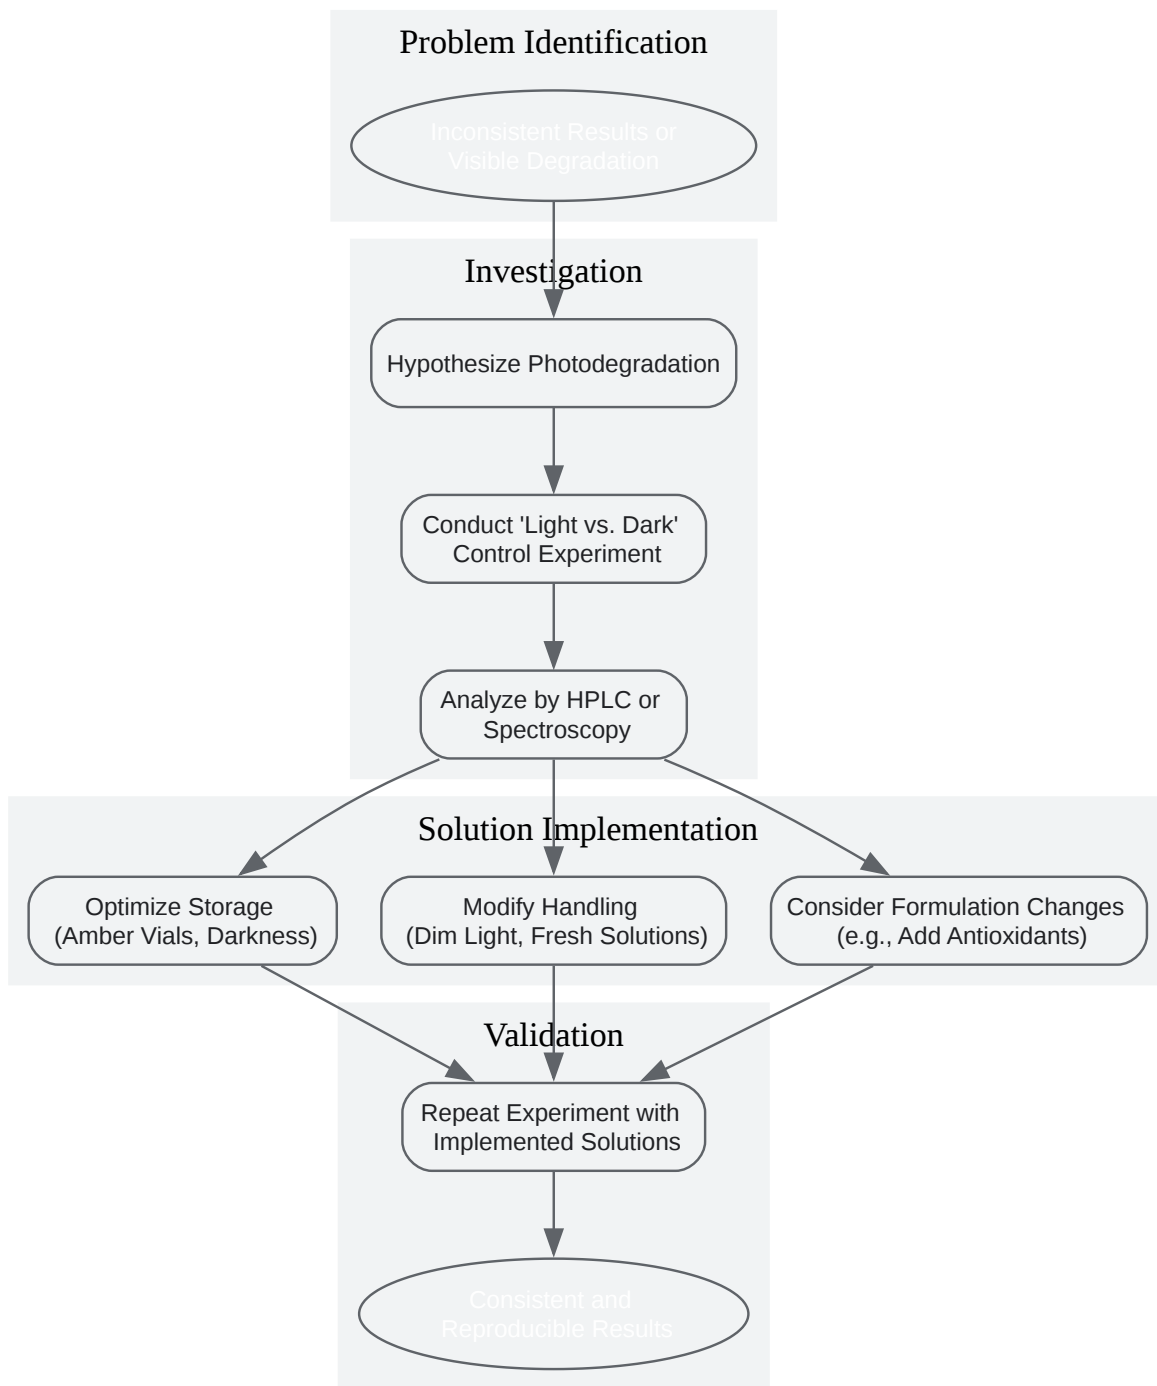 Problem Identification
Inconsistent Results or
Visible Degradation
Investigation
Hypothesize Photodegradation
Conduct 'Light vs. Dark'
Control Experiment
Analyze by HPLC or
Spectroscopy
Solution Implementation
Optimize Storage
(Amber Vials, Darkness)
Modify Handling
(Dim Light, Fresh Solutions)
Consider Formulation Changes
(e.g., Add Antioxidants)
Validation
Repeat Experiment with
Implemented Solutions
Consistent and
Reproducible Results